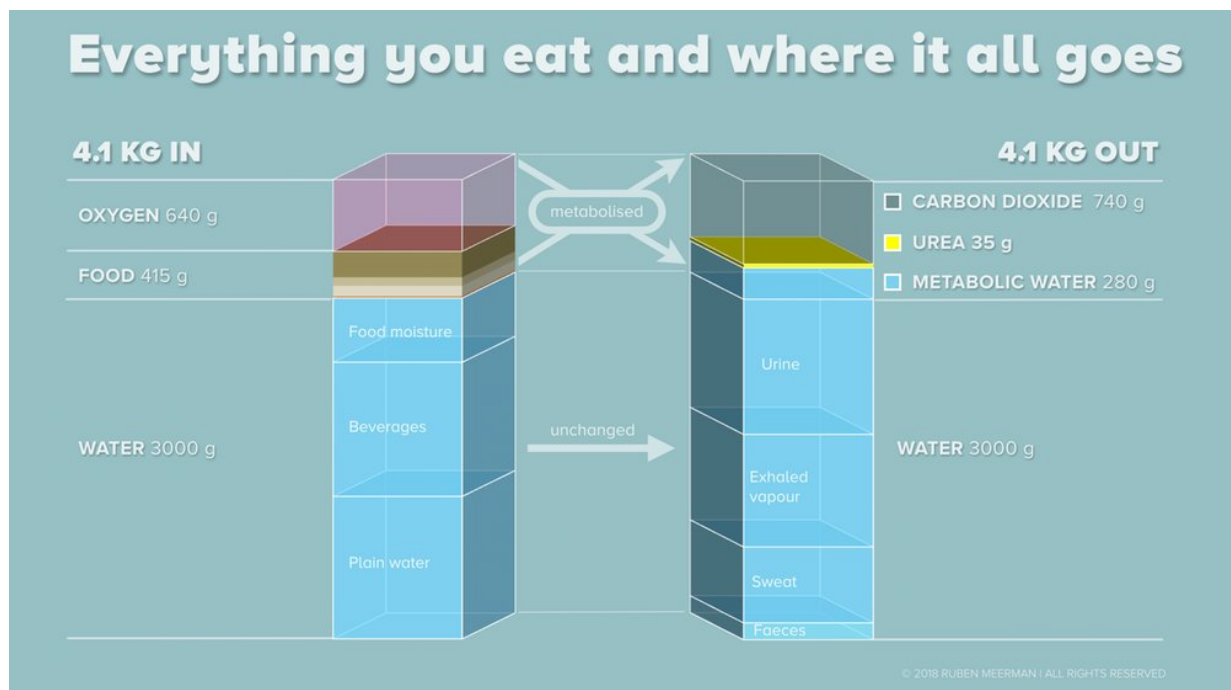 Everything you eat and where it all goes
4.1 KG IN
4.1 KG OUT
OXYGEN 640 g
metabolised
CARBON DIOXIDE 740 g
UREA 35 g
FOOD 415 g
METABOLIC WATER 280 g
Food moisture
Urine
Beverages
unchanged
WATER 3000 g
WATER 3000 g
Exhaled
vapour
Plain water
Sweat
Faeces
© 2018 RUBEN MEERMAN | ALL RIGHTS RESERVED